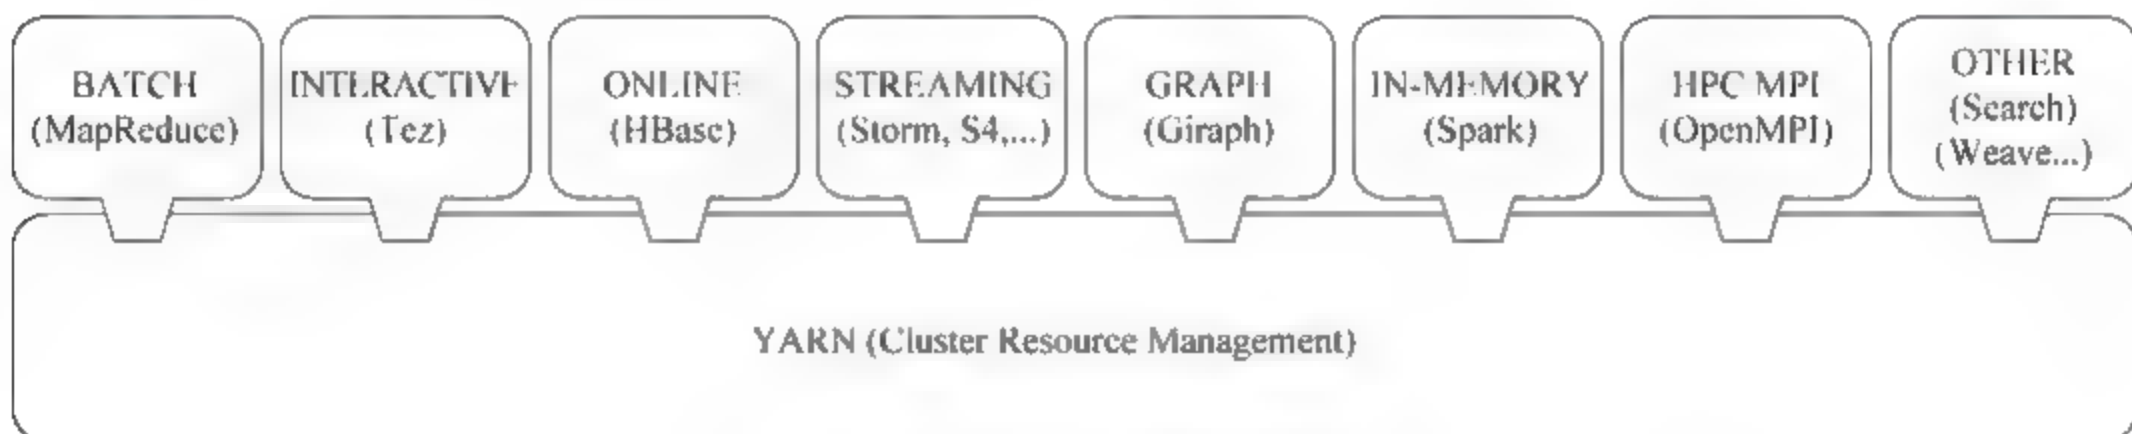 BATCH
(MapReduce)
INTERACTIVE
(Tez)
ONLINE
(HBase)
STREAMING
(Storm, S4,...)
GRAPH
(Giraph)
IN-MEMORY
(Spark)
HPC MPI
(OpenMPI)
OTHER
(Search)
(Weave...)
YARN (Cluster Resource Management)